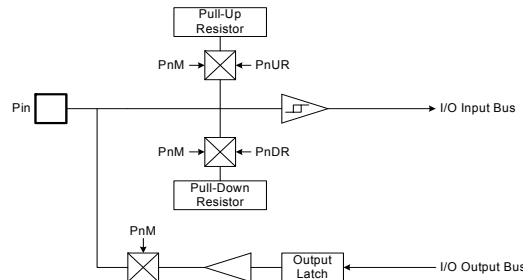 Pull-Up
Resistor
PnM
PnUR
Pin
I/O Input Bus
PnM
PnDR
Pull-Down
Resistor
PnM
Output
Latch
I/O Output Bus